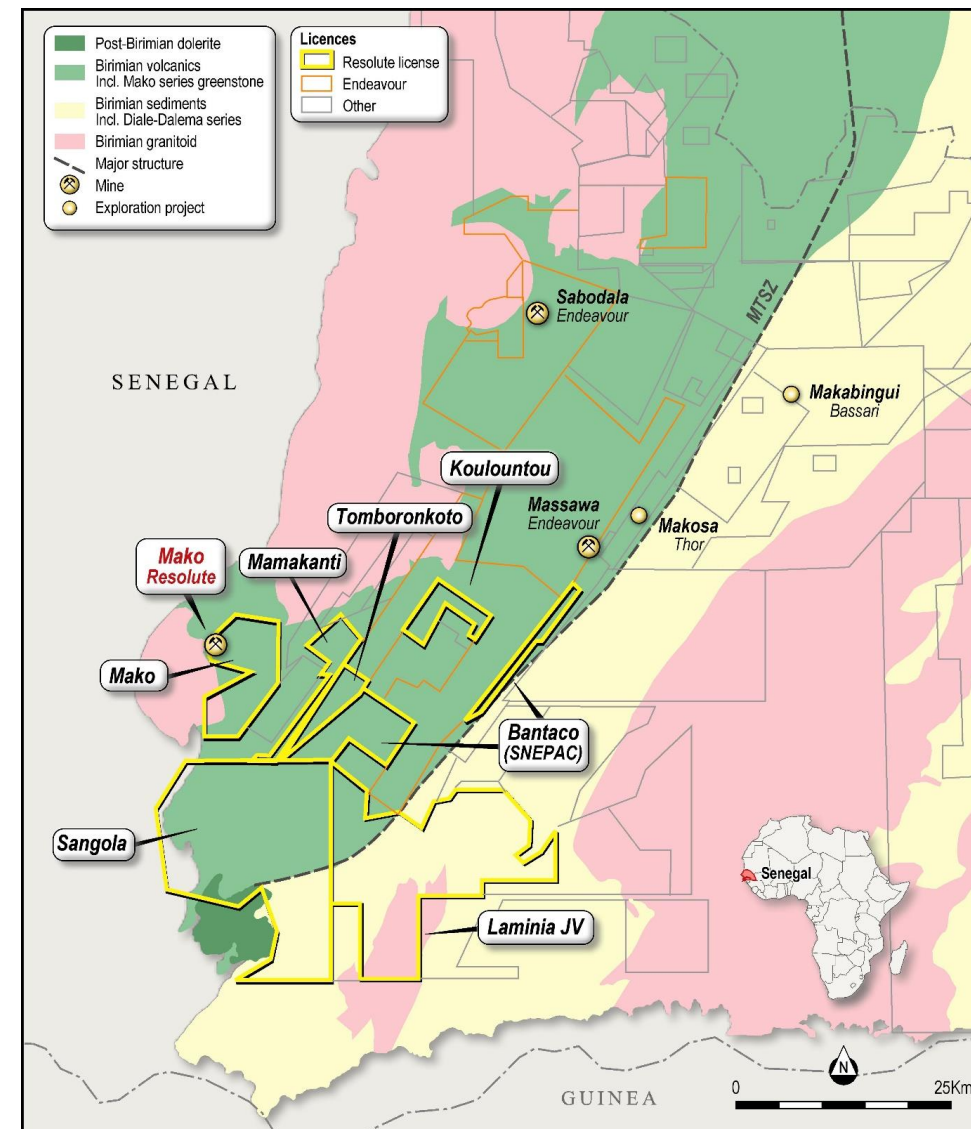 Post-Birimian dolerite
Birimian volcanics
Incl. Mako series greenstone
Birimian sediments
Incl. Diale-Dalema series
Birimian granitoid
Major structure
Mine
Exploration project
Licences
Resolute license
Endeavour
Other
MTSZ
Sabodala
Endeavour
SENEGAL
Makabingui
Bassari
Koulountou
Massawa
Endeavour
Tomboronkoto
Makosa
Thor
Mako
Resolute
Mamakanti
Mako
Bantaco
(SNEPAC)
Sangola
Senegal
Laminia JV
N
0
25Km
GUINEA